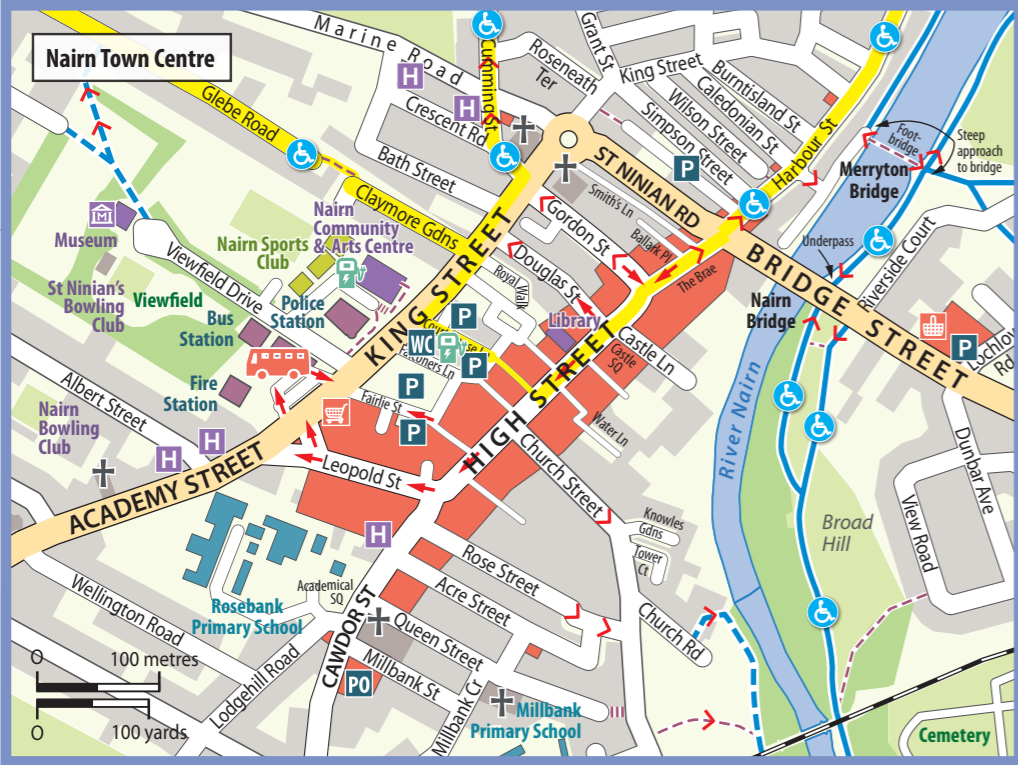 Nairn Town Centre
Marine Road
Cumming St
Grant St
Roseneath
Ter
King Street
Burntisland St
Caledonian St
Wilson Street
Simpson Street
Harbour St
H
Crescent Rd
H
Glebe Road
Bath Street
ST NINIAN RD
P
Foot-
bridge
Steep
approach
to bridge
Merryton
Bridge
Smith's Ln
Claymore Gdns
Nairn
Community
& Arts Centre
Gordon St
Ballark Pl
The Brae
Museum
Nairn Sports
Club
Douglas St
Royal Walk
BRIDGE STREET
Underpass
Riverside Court
Viewfield Drive
St Ninian's
Bowling
Club
Viewfield
Police
Station
Bus
Station
KING STREET
P
WC
P
Falconers Ln
Library
Castle Ln
Castle
SQ
Nairn
Bridge
P
Lochloy
Rd
Fire
Station
P
Fairlie St
P
HIGH STREET
Water Ln
River Nairn
Albert Street
Nairn
Bowling
Club
H
H
Leopold St
Church Street
ACADEMY STREET
Dunbar Ave
View Road
Broad
Hill
Knowles
Gdns
Tower
Ct
H
Rose Street
Acre Street
Academical
SQ
Rosebank
Primary School
Wellington Road
Church Rd
Queen Street
CAWDOR ST
Millbank St
PO
Lodgehill Road
Millbank Cr
Millbank
Primary School
Cemetery
0
100 metres
0
100 yards